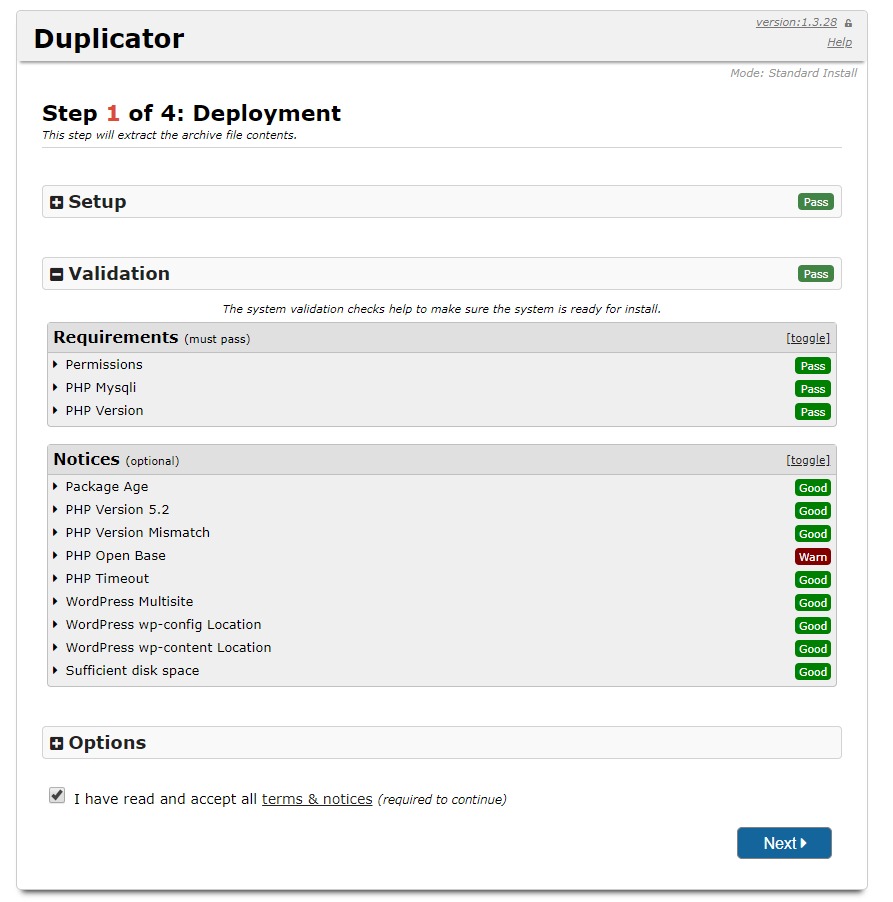 Duplicator
version:1.3.28
Help
Mode: Standard Install
Step 1 of 4: Deployment
This step will extract the archive file contents.
Setup Pass
Validation Pass
The system validation checks help to make sure the system is ready for install.
Requirements (must pass) [toggle]
Permissions Pass
PHP Mysqli Pass
PHP Version Pass
Notices (optional) [toggle]
Package Age Good
PHP Version 5.2 Good
PHP Version Mismatch Good
PHP Open Base Warn
PHP Timeout Good
WordPress Multisite Good
WordPress wp-config Location Good
WordPress wp-content Location Good
Sufficient disk space Good
Options
I have read and accept all terms & notices (required to continue)
Next